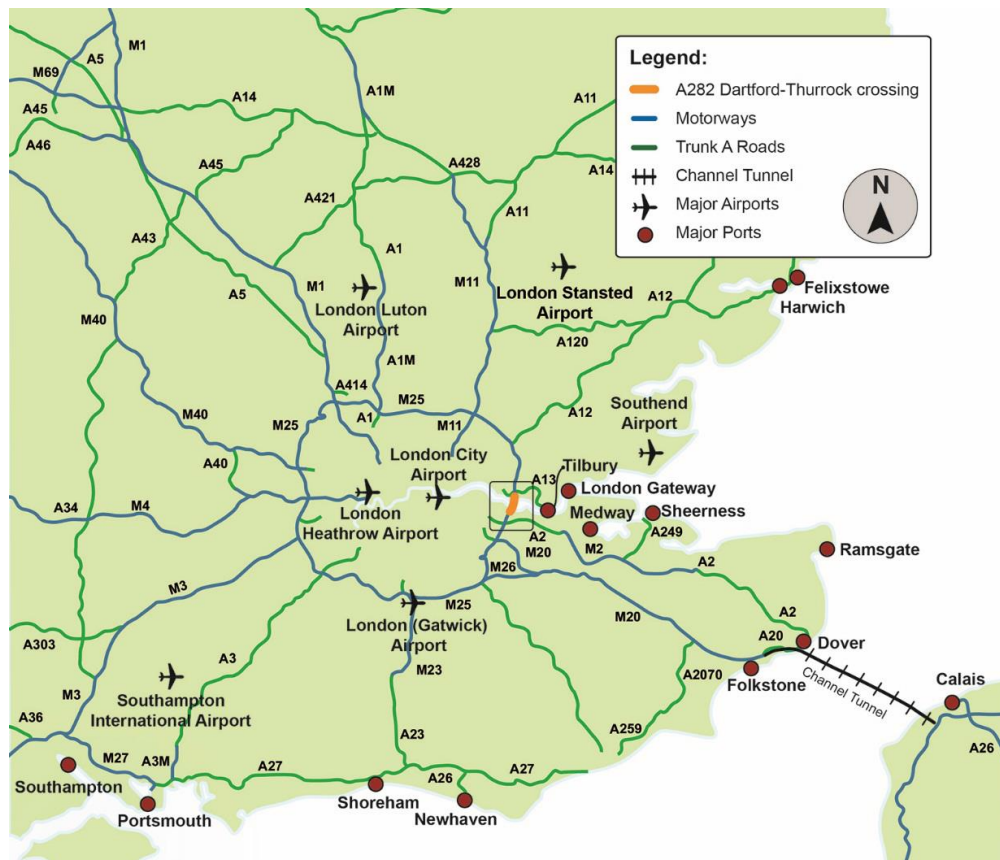 Legend:
A282 Dartford-Thurrock crossing
Motorways
Trunk A Roads
Channel Tunnel
Major Airports
Major Ports
N
M1
A5
M69
A45
A46
A14
A1M
A11
A428
A14
A45
A421
A11
A43
A1
M11
A5
M1
London Luton
Airport
London Stsnsted
Airport
A12
Felixstowe
Harwich
M40
A120
A1M
A414
M25
A1
M11
A12
Southend
Airport
M40
M25
A40
London City
Airport
Tilbury
A13
London Gateway
A34
M4
London
Heathrow Airport
Medway
Sheerness
A2
M20
M2
A249
Ramsgate
M26
A2
M3
M25
London (Gatwick)
Airport
M20
A2
A20
Dover
A303
A3
M23
A2070
Folkstone
Channel Tunnel
Calais
Southampton
International Airport
M3
A36
A23
A259
A26
M27
A3M
A27
A26
A27
Southampton
Portsmouth
Shoreham
Newhaven